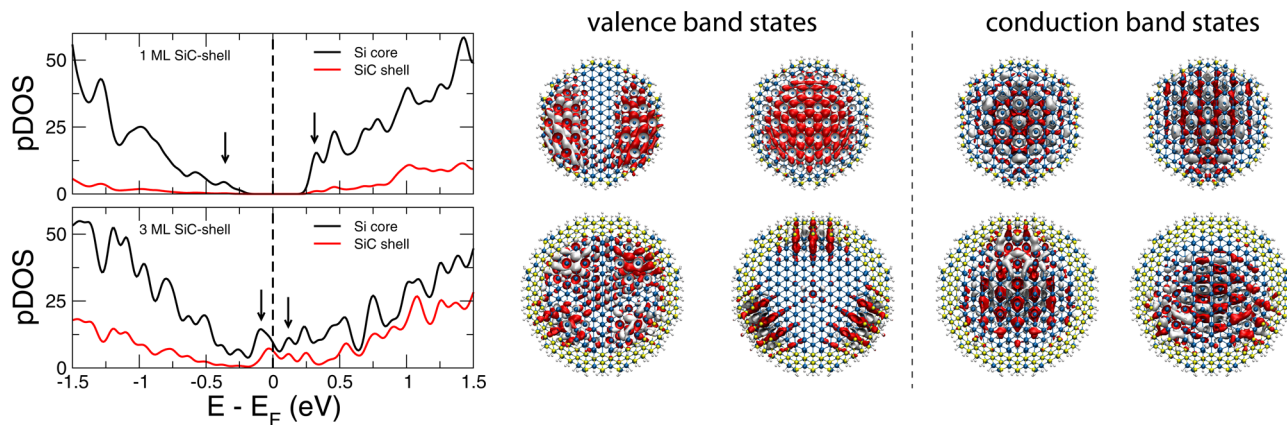 valence band states
conduction band states
50
25
0
pDOS
1 ML SiC-shell
Si core
SiC shell
50
25
0
pDOS
3 ML SiC-shell
Si core
SiC shell
-1.5
-1
-0.5
0
0.5
1
1.5
E - E_F (eV)